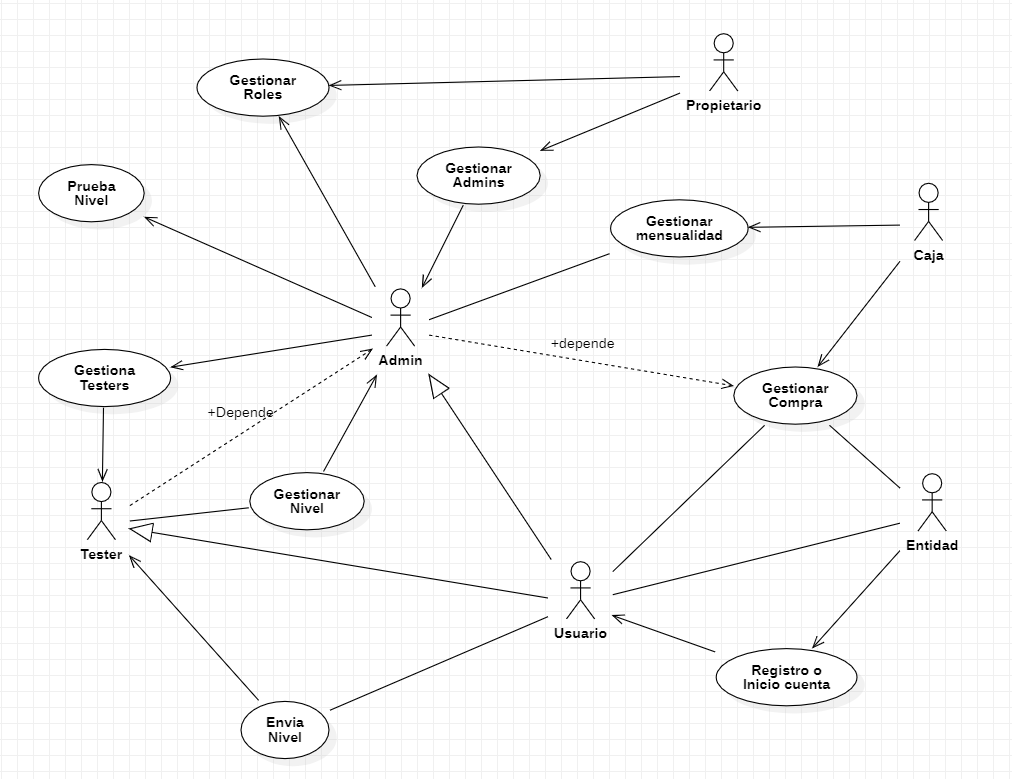 Gestionar
Roles
Propietario
Gestionar
Admins
Prueba
Nivel
Gestionar
mensualidad
Caja
Admin
+depende
Gestiona
Testers
Gestionar
Compra
+Depende
Gestionar
Nivel
Tester
Entidad
Usuario
Registro o
Inicio cuenta
Envia
Nivel